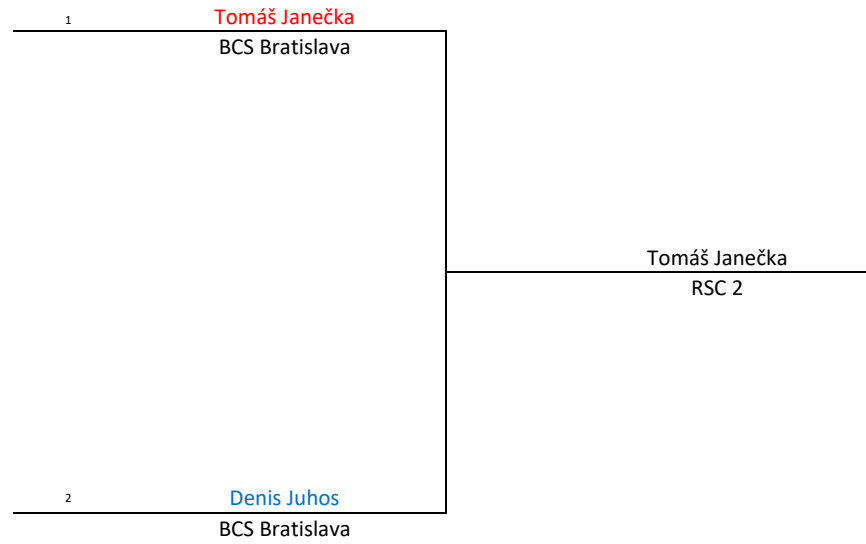 1 Tomáš Janečka
BCS Bratislava
Tomáš Janečka
RSC 2
2 Denis Juhos
BCS Bratislava